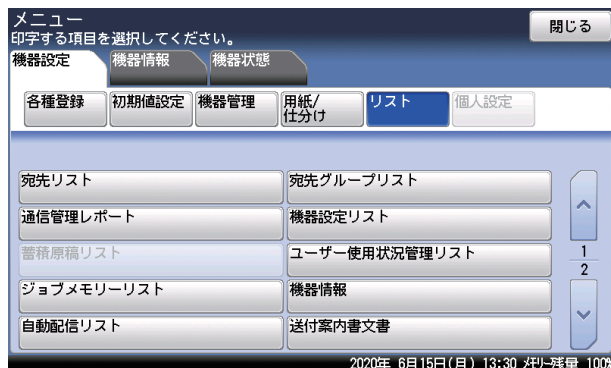 メニュー
印字する項目を選択してください。
閉じる
機器設定
機器情報
機器状態
各種登録
初期値設定
機器管理
用紙/
仕分け
リスト
個人設定
宛先リスト
宛先グループリスト
通信管理レポート
機器設定リスト
蓄積原稿リスト
ユーザー使用状況管理リスト
1
2
ジョブメモリーリスト
機器情報
自動配信リスト
送付案内書文書
2020年 6月15日(月) 13:30 メモリー残量 100%